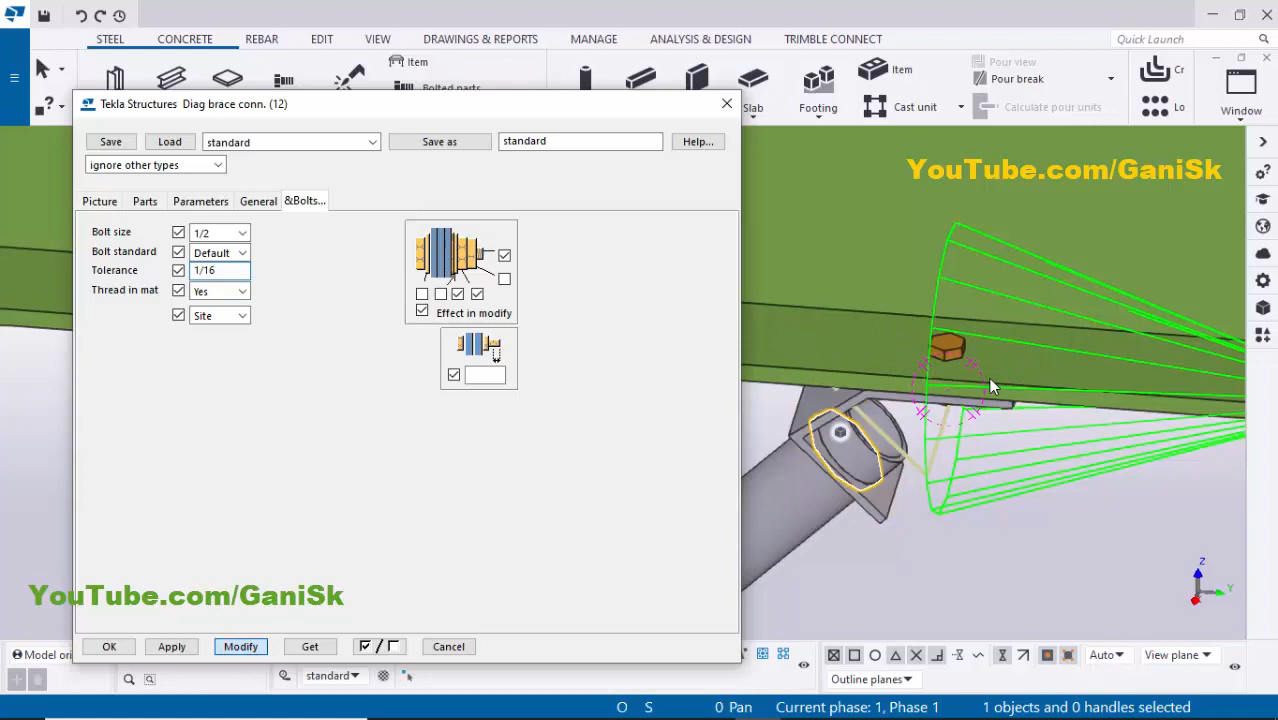 STEEL CONCRETE REBAR EDIT VIEW DRAWINGS & REPORTS MANAGE ANALYSIS & DESIGN TRIMBLE CONNECT Quick Launch
Item
Item
Pour view
Pour break
Cr
Slab
Footing
Cast unit
Calculate pour units
Lo
Window
Tekla Structures Diag brace conn. (12)
Save Load standard Save as standard Help...
ignore other types
Picture Parts Parameters General &Bolts...
Bolt size 1/2
Bolt standard Default
Tolerance 1/16
Thread in mat Yes
Site
Effect in modify
YouTube.com/GaniSk
YouTube.com/GaniSk
Z
Y
OK Apply Modify Get / Cancel
standard
Auto View plane
Outline planes
O S 0 Pan Current phase: 1, Phase 1 1 objects and 0 handles selected